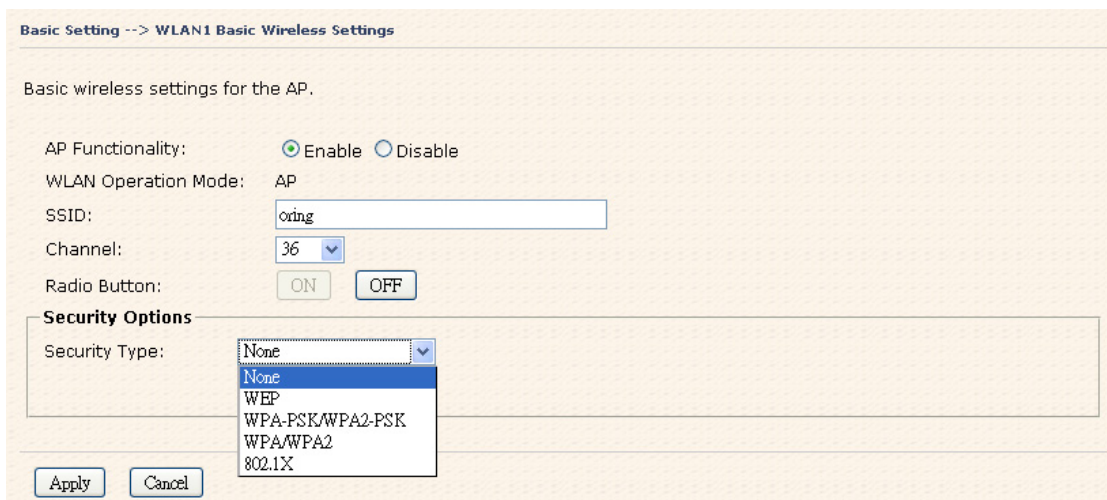 Basic Setting --> WLAN1 Basic Wireless Settings
Basic wireless settings for the AP.
AP Functionality: Enable Disable
WLAN Operation Mode: AP
SSID: oring
Channel: 36
Radio Button: ON OFF
Security Options
Security Type: None
None
WEP
WPA-PSK/WPA2-PSK
WPA/WPA2
802.1X
Apply Cancel